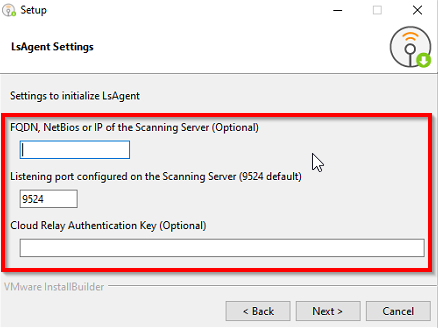 Setup
LsAgent Settings
Settings to initialize LsAgent
FQDN, NetBios or IP of the Scanning Server (Optional)
Listening port configured on the Scanning Server (9524 default)
9524
Cloud Relay Authentication Key (Optional)
VMware InstallBuilder
< Back
Next >
Cancel